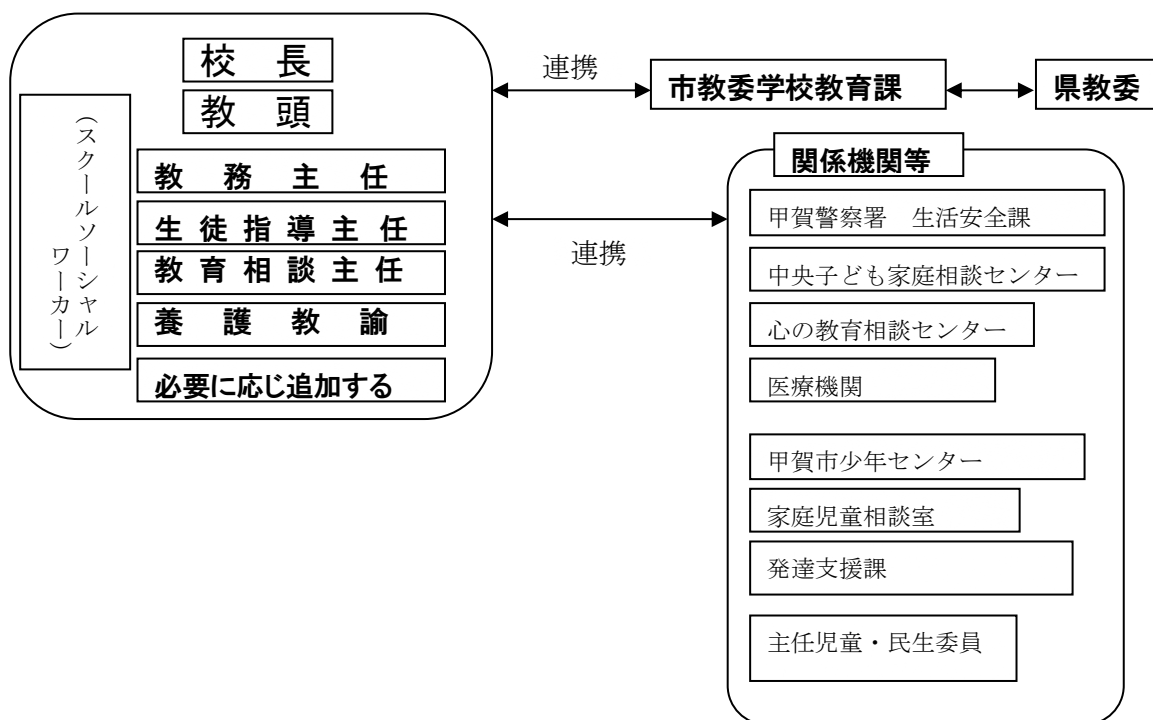 校　長
教　頭
(スクールソーシャル
ワーカー)
教　務　主　任
生徒指導主任
教育相談主任
養　護　教　諭
必要に応じ追加する
連携
市教委学校教育課
県教委
連携
関係機関等
甲賀警察署　生活安全課
中央子ども家庭相談センター
心の教育相談センター
医療機関
甲賀市少年センター
家庭児童相談室
発達支援課
主任児童・民生委員